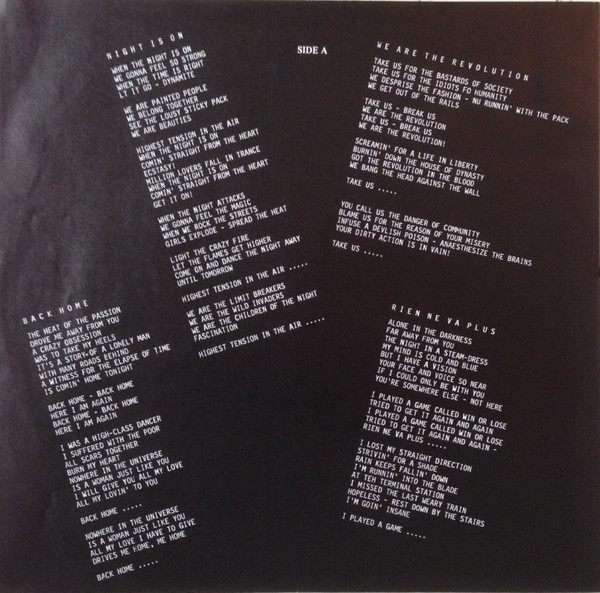 SIDE A
NIGHT IS ON
WHEN THE NIGHT IS ON
WE GONNA FEEL SO STRONG
WHEN THE TIME IS RIGHT
LET IT GO - DYNAMITE
WE ARE PAINTED PEOPLE
WE BELONG TOGETHER
TO THE LOUSY STICKY PACK
WE ARE BEAUTIES
HIGHEST TENSION IN THE AIR
WHEN THE NIGHT IS ON
COMIN' STRAIGHT FROM THE HEART
ECSTASY
MILLION LOVERS FALL IN TRANCE
WHEN THE NIGHT IS ON
COMIN' STRAIGHT FROM THE HEART
GET IT ON!
WHEN THE NIGHT ATTACKS
WE GONNA FEEL THE MAGIC
WHEN WE ROCK THE STREETS
GIRLS EXPLODE - SPREAD THE HEAT
LIGHT THE CRAZY FIRE
LET THE FLAMES GET HIGHER
COME ON AND DANCE THE NIGHT AWAY
UNTIL TOMORROW
HIGHEST TENSION IN THE AIR .....
WE ARE THE LIMIT BREAKERS
WE ARE THE WILD INVADERS
WE ARE THE CHILDREN OF THE NIGHT
FASCINATION
HIGHEST TENSION IN THE AIR .....
WE ARE THE REVOLUTION
TAKE US FOR THE BASTARDS OF SOCIETY
TAKE US FOR THE IDIOTS FO HUMANITY
WE DESPRISE THE FASHION - NU RUNNIN' WITH THE PACK
WE GET OUT OF THE RAILS
TAKE US - BREAK US
WE ARE THE REVOLUTION
TAKE US - BREAK US
WE ARE THE REVOLUTION!
SCREAMIN' FOR A LIFE IN LIBERTY
BURNIN' DOWN THE HOUSE OF DYNASTY
GOT THE REVOLUTION IN THE BLOOD
WE BANG THE HEAD AGAINST THE WALL
TAKE US .....
YOU CALL US THE DANGER OF COMMUNITY
BLAME US FOR THE REASON OF YOUR MISERY
INFUSE A DEVLISH POISON - ANAESTHESIZE THE BRAINS
YOUR DIRTY ACTION IS IN VAIN!
TAKE US .....
BACK HOME
THE HEAT OF THE PASSION
DROVE ME AWAY FROM YOU
A CRAZY OBSESSION
WAS TO TAKE MY HEELS
IT'S A STORY OF A LONELY MAN
WITH MANY ROADS BEHIND
A WITNESS FOR THE ELAPSE OF TIME
IS COMIN' HOME TONIGHT
BACK HOME - BACK HOME
HERE I AM AGAIN
BACK HOME - BACK HOME
HERE I AM AGAIN
I WAS A HIGH-CLASS DANCER
I SUFFERED WITH THE POOR
ALL SCARS TOGETHER
BURN MY HEART
NOWHERE IN THE UNIVERSE
IS A WOMAN JUST LIKE YOU
I WILL GIVE YOU ALL MY LOVE
ALL MY LOVIN' TO YOU
BACK HOME .....
NOWHERE IN THE UNIVERSE
IS A WOMAN JUST LIKE YOU
ALL MY LOVE I HAVE TO GIVE
DRIVES ME HOME, ME HOME
BACK HOME .....
RIEN NE VA PLUS
ALONE IN THE DARKNESS
FAR AWAY FROM YOU
THE NIGHT IN A STEAM-DRESS
MY MIND IS COLD AND BLUE
BUT I HAVE A VISION
YOUR FACE AND VOICE SO NEAR
IF I COULD ONLY BE WITH YOU
YOU'RE SOMEWHERE ELSE - NOT HERE
I PLAYED A GAME CALLED WIN OR LOSE
TRIED TO GET IT AGAIN AND AGAIN
I PLAYED A GAME CALLED WIN OR LOSE
TRIED TO GET IT AGAIN AND AGAIN -
RIEN NE VA PLUS .....
I LOST MY STRAIGHT DIRECTION
STRIVIN' FOR A SHADE
RAIN KEEPS FALLIN' DOWN
I'M RUNNIN' INTO THE BLADE
AT TEH TERMINAL STATION
I MISSED THE LAST WEARY TRAIN
HOPELESS - REST DOWN BY THE STAIRS
I'M GOIN' INSANE
I PLAYED A GAME .....